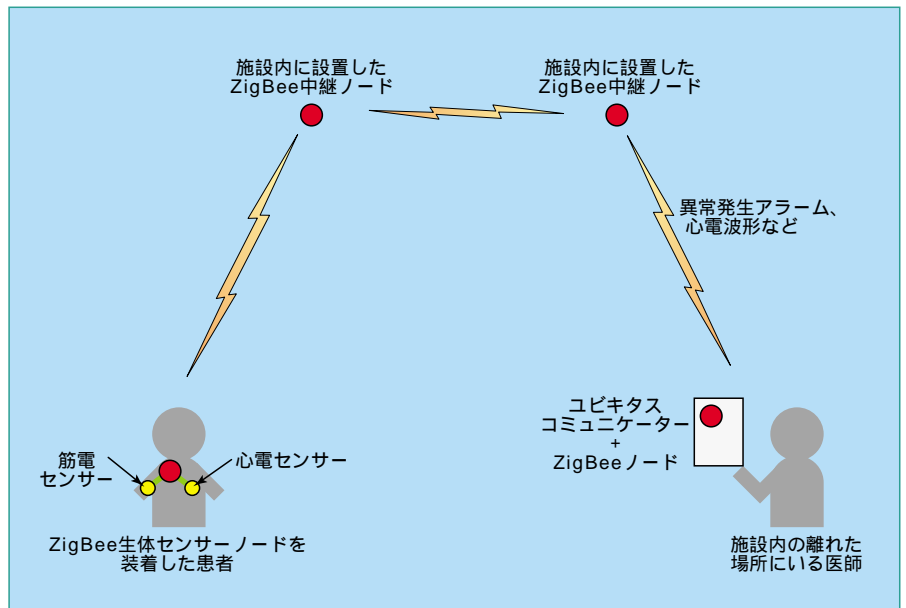 施設内に設置した
ZigBee中継ノード
施設内に設置した
ZigBee中継ノード
異常発生アラーム、
心電波形など
筋電
センサー
心電センサー
ユビキタス
コミュニケーター
+
ZigBeeノード
ZigBee生体センサーノードを
装着した患者
施設内の離れた
場所にいる医師